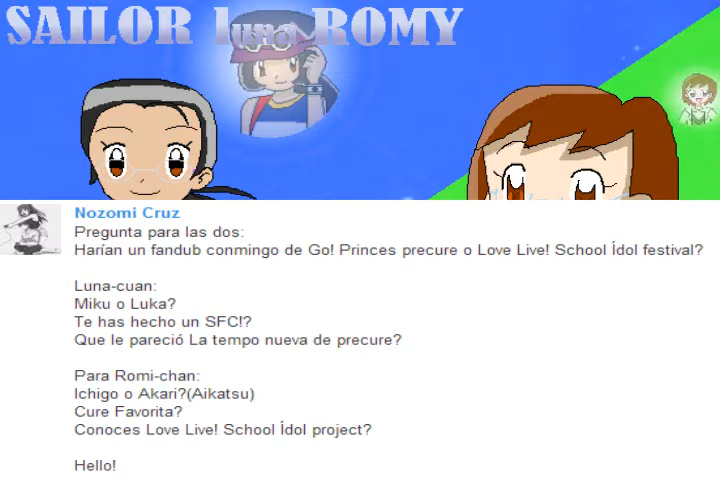 SAILOR luna ROMY
Nozomi Cruz
Pregunta para las dos:
Harían un fandub conmingo de Go! Princes precure o Love Live! School Ídol festival?
Luna-cuan:
Miku o Luka?
Te has hecho un SFC!?
Que le pareció La tempo nueva de precure?
Para Romi-chan:
Ichigo o Akari?(Aikatsu)
Cure Favorita?
Conoces Love Live! School Ídol project?
Hello!